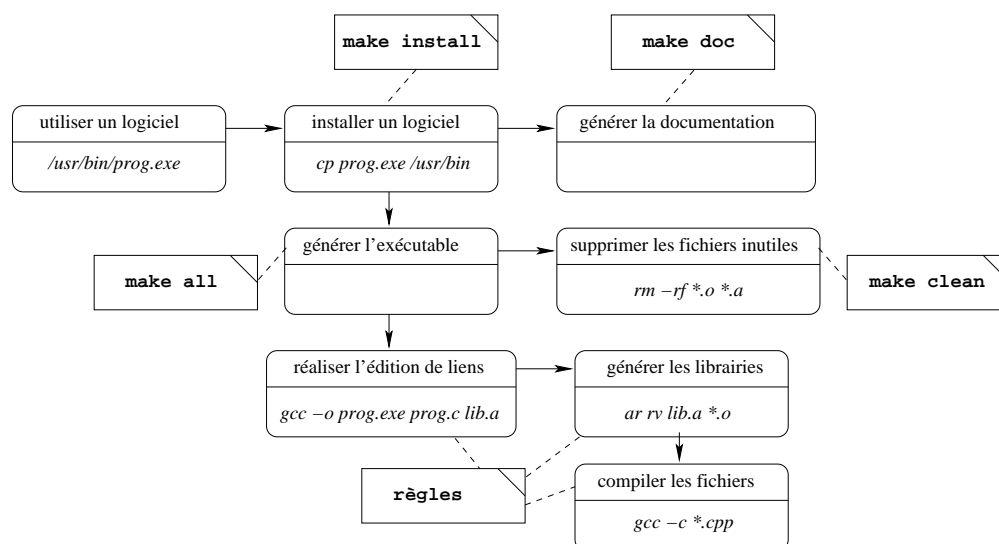 make install
make doc
utiliser un logiciel
/usr/bin/prog.exe
installer un logiciel
cp prog.exe /usr/bin
générer la documentation
générer l'exécutable
supprimer les fichiers inutiles
rm −rf *.o *.a
make all
make clean
réaliser l'édition de liens
gcc −o prog.exe prog.c lib.a
générer les librairies
ar rv lib.a *.o
règles
compiler les fichiers
gcc −c *.cpp